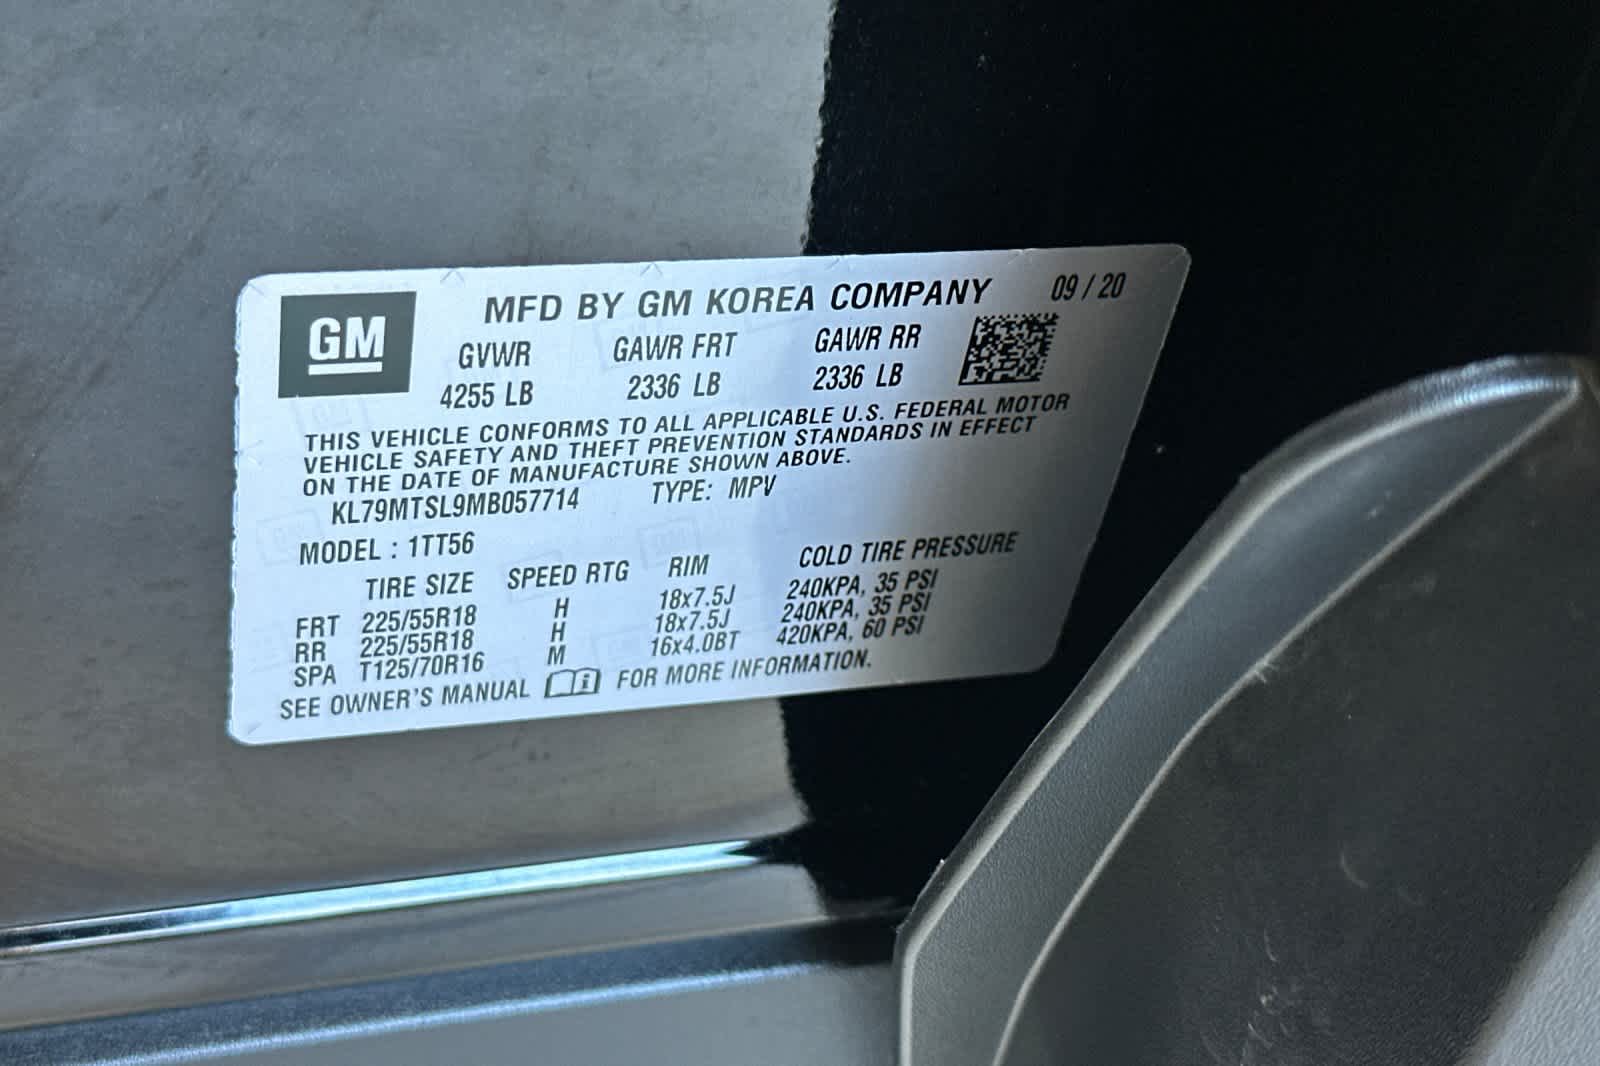 GM
MFD BY GM KOREA COMPANY 09 / 20
GVWR GAWR FRT GAWR RR
4255 LB 2336 LB 2336 LB
THIS VEHICLE CONFORMS TO ALL APPLICABLE U.S. FEDERAL MOTOR
VEHICLE SAFETY AND THEFT PREVENTION STANDARDS IN EFFECT
ON THE DATE OF MANUFACTURE SHOWN ABOVE.
KL79MTSL9MB057714 TYPE: MPV
MODEL : 1TT56
TIRE SIZE SPEED RTG RIM COLD TIRE PRESSURE
FRT 225/55R18 H 18x7.5J 240KPA, 35 PSI
RR 225/55R18 H 18x7.5J 240KPA, 35 PSI
SPA T125/70R16 M 16x4.0BT 420KPA, 60 PSI
SEE OWNER'S MANUAL i FOR MORE INFORMATION.